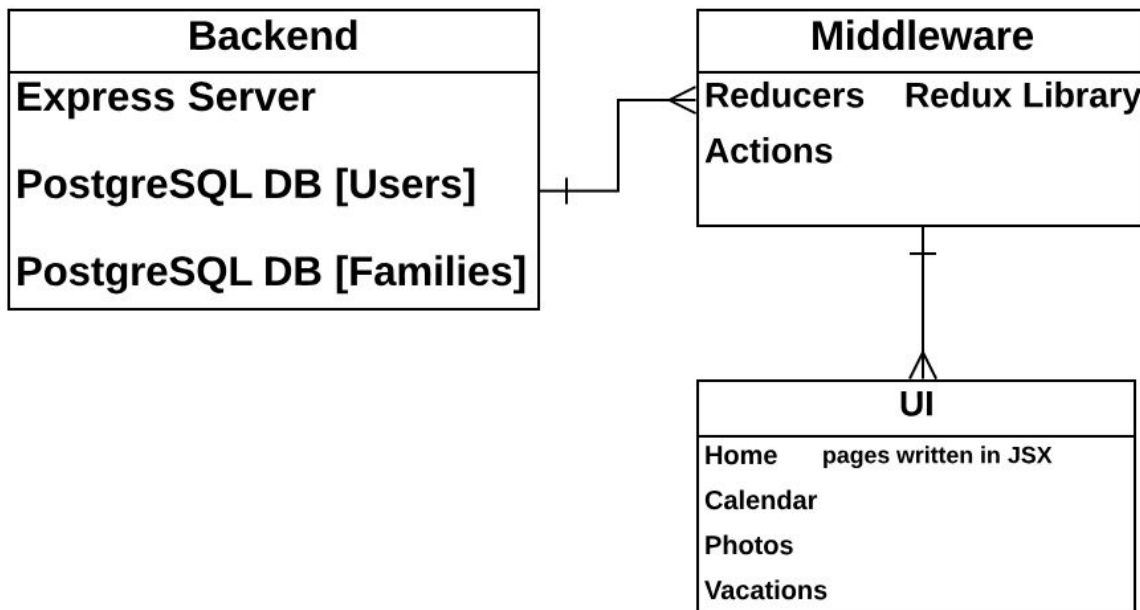 Backend
Express Server
PostgreSQL DB [Users]
PostgreSQL DB [Families]
Middleware
Reducers Redux Library
Actions
UI
Home pages written in JSX
Calendar
Photos
Vacations